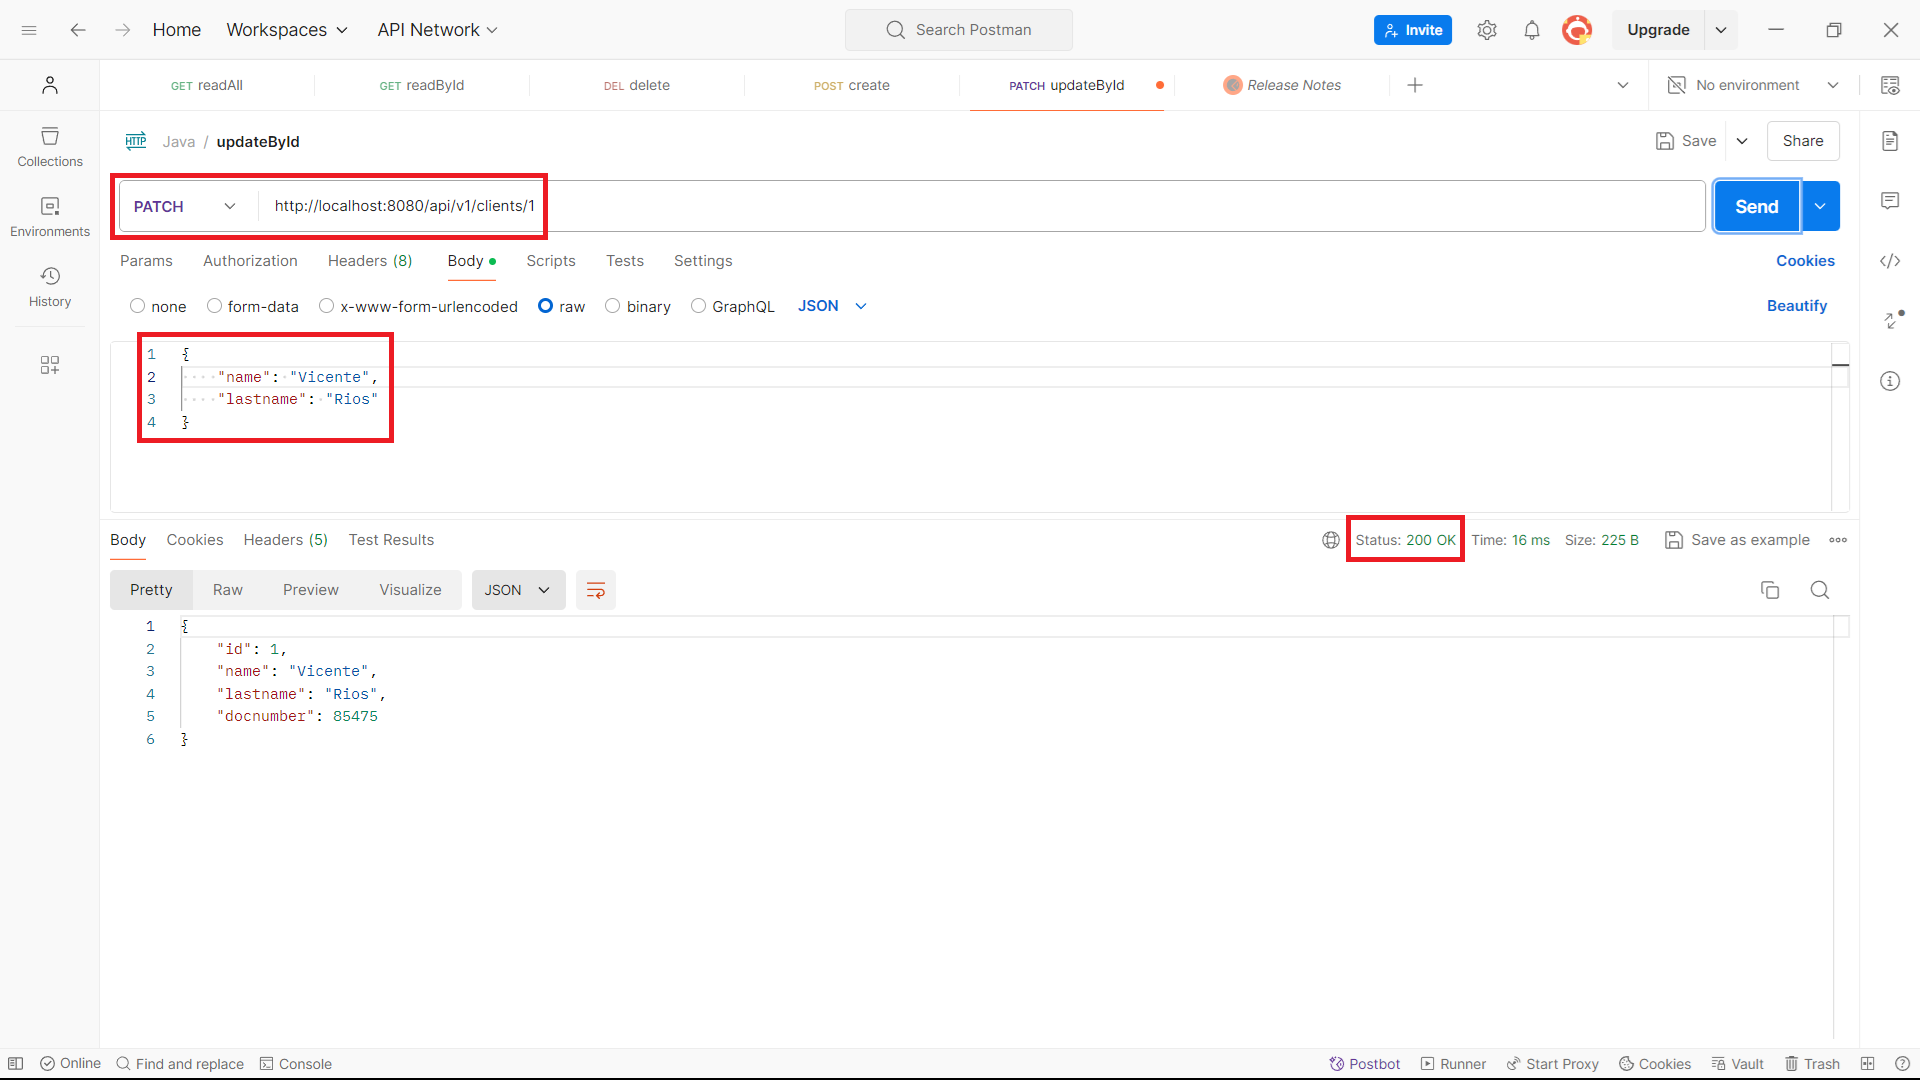 Home Workspaces API Network Search Postman Invite Upgrade
GET readAll GET readById DEL delete POST create PATCH updateById Release Notes No environment
HTTP Java / updateById Save Share
Collections
Environments
History
PATCH http://localhost:8080/api/v1/clients/1 Send
Params Authorization Headers (8) Body Scripts Tests Settings Cookies
none form-data x-www-form-urlencoded raw binary GraphQL JSON Beautify
1 {
2 "name": "Vicente",
3 "lastname": "Rios"
4 }
Body Cookies Headers (5) Test Results Status: 200 OK Time: 16 ms Size: 225 B Save as example
Pretty Raw Preview Visualize JSON
1 {
2 "id": 1,
3 "name": "Vicente",
4 "lastname": "Rios",
5 "docnumber": 85475
6 }
Online Find and replace Console Postbot Runner Start Proxy Cookies Vault Trash